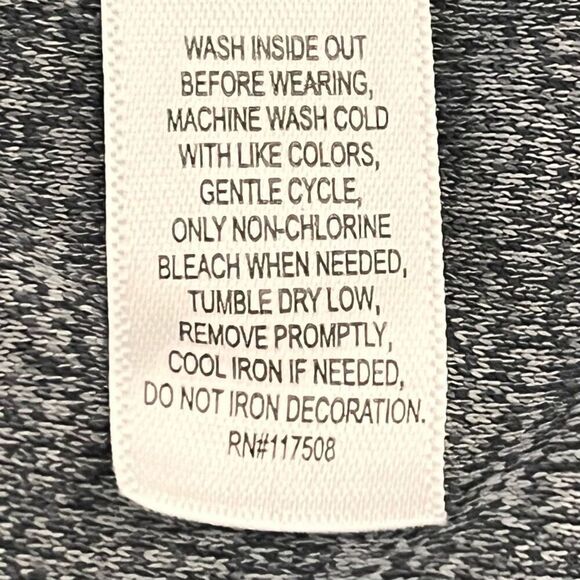 WASH INSIDE OUT
BEFORE WEARING,
MACHINE WASH COLD
WITH LIKE COLORS,
GENTLE CYCLE,
ONLY NON-CHLORINE
BLEACH WHEN NEEDED,
TUMBLE DRY LOW,
REMOVE PROMPTLY,
COOL IRON IF NEEDED,
DO NOT IRON DECORATION.
RN#117508